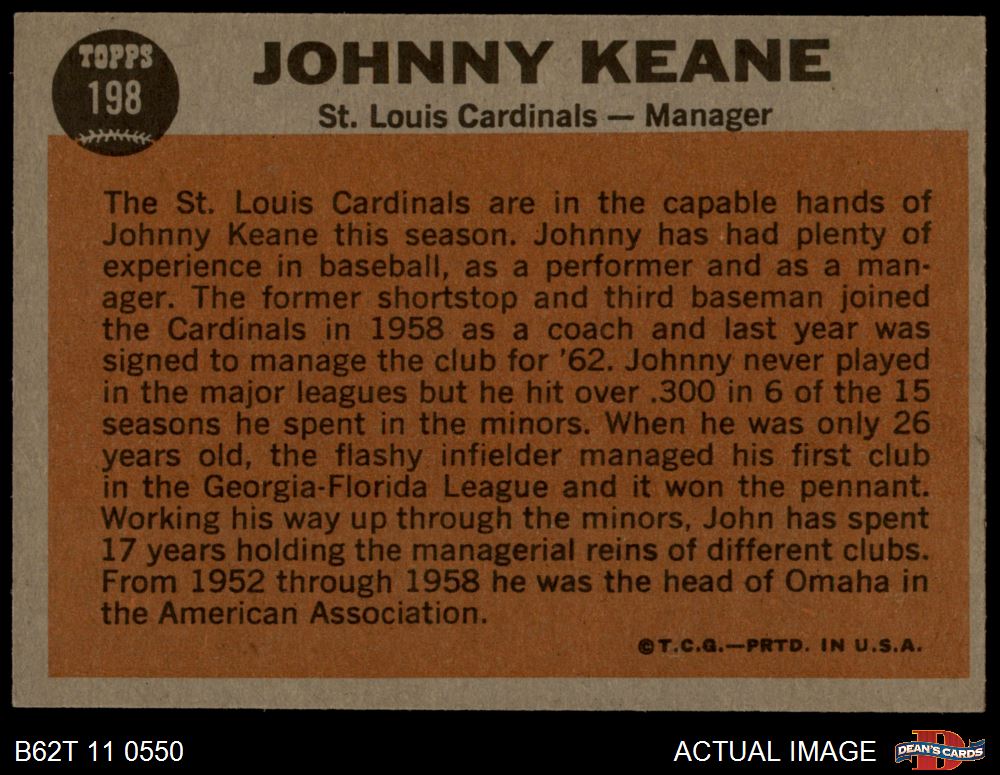 TOPPS
198
JOHNNY KEANE
St. Louis Cardinals — Manager
The St. Louis Cardinals are in the capable hands of
Johnny Keane this season. Johnny has had plenty of
experience in baseball, as a performer and as a man-
ager. The former shortstop and third baseman joined
the Cardinals in 1958 as a coach and last year was
signed to manage the club for '62. Johnny never played
in the major leagues but he hit over .300 in 6 of the 15
seasons he spent in the minors. When he was only 26
years old, the flashy infielder managed his first club
in the Georgia-Florida League and it won the pennant.
Working his way up through the minors, John has spent
17 years holding the managerial reins of different clubs.
From 1952 through 1958 he was the head of Omaha in
the American Association.
©T.C.G.—PRTD. IN U.S.A.
B62T 11 0550
ACTUAL IMAGE
D
DEAN'S CARDS